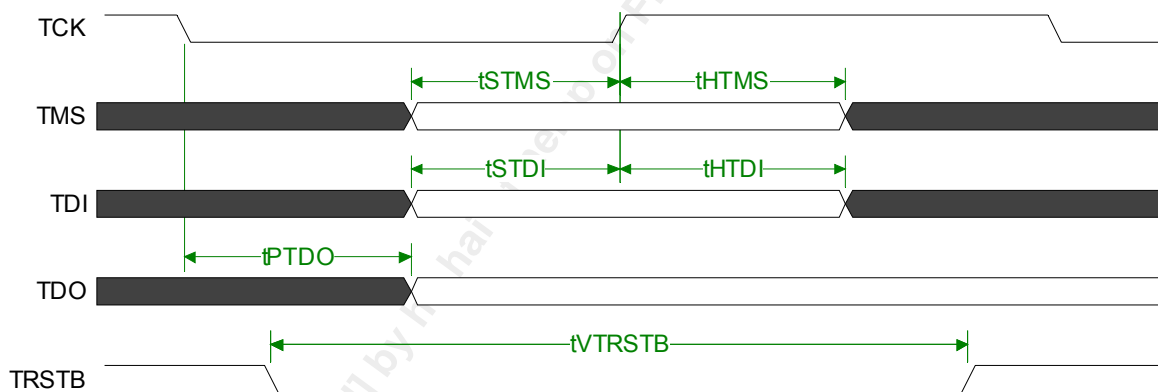 TCK
tSTMS tHTMS
TMS
tSTDI tHTDI
TDI
tPTDO
TDO
tVTRSTB
TRSTB